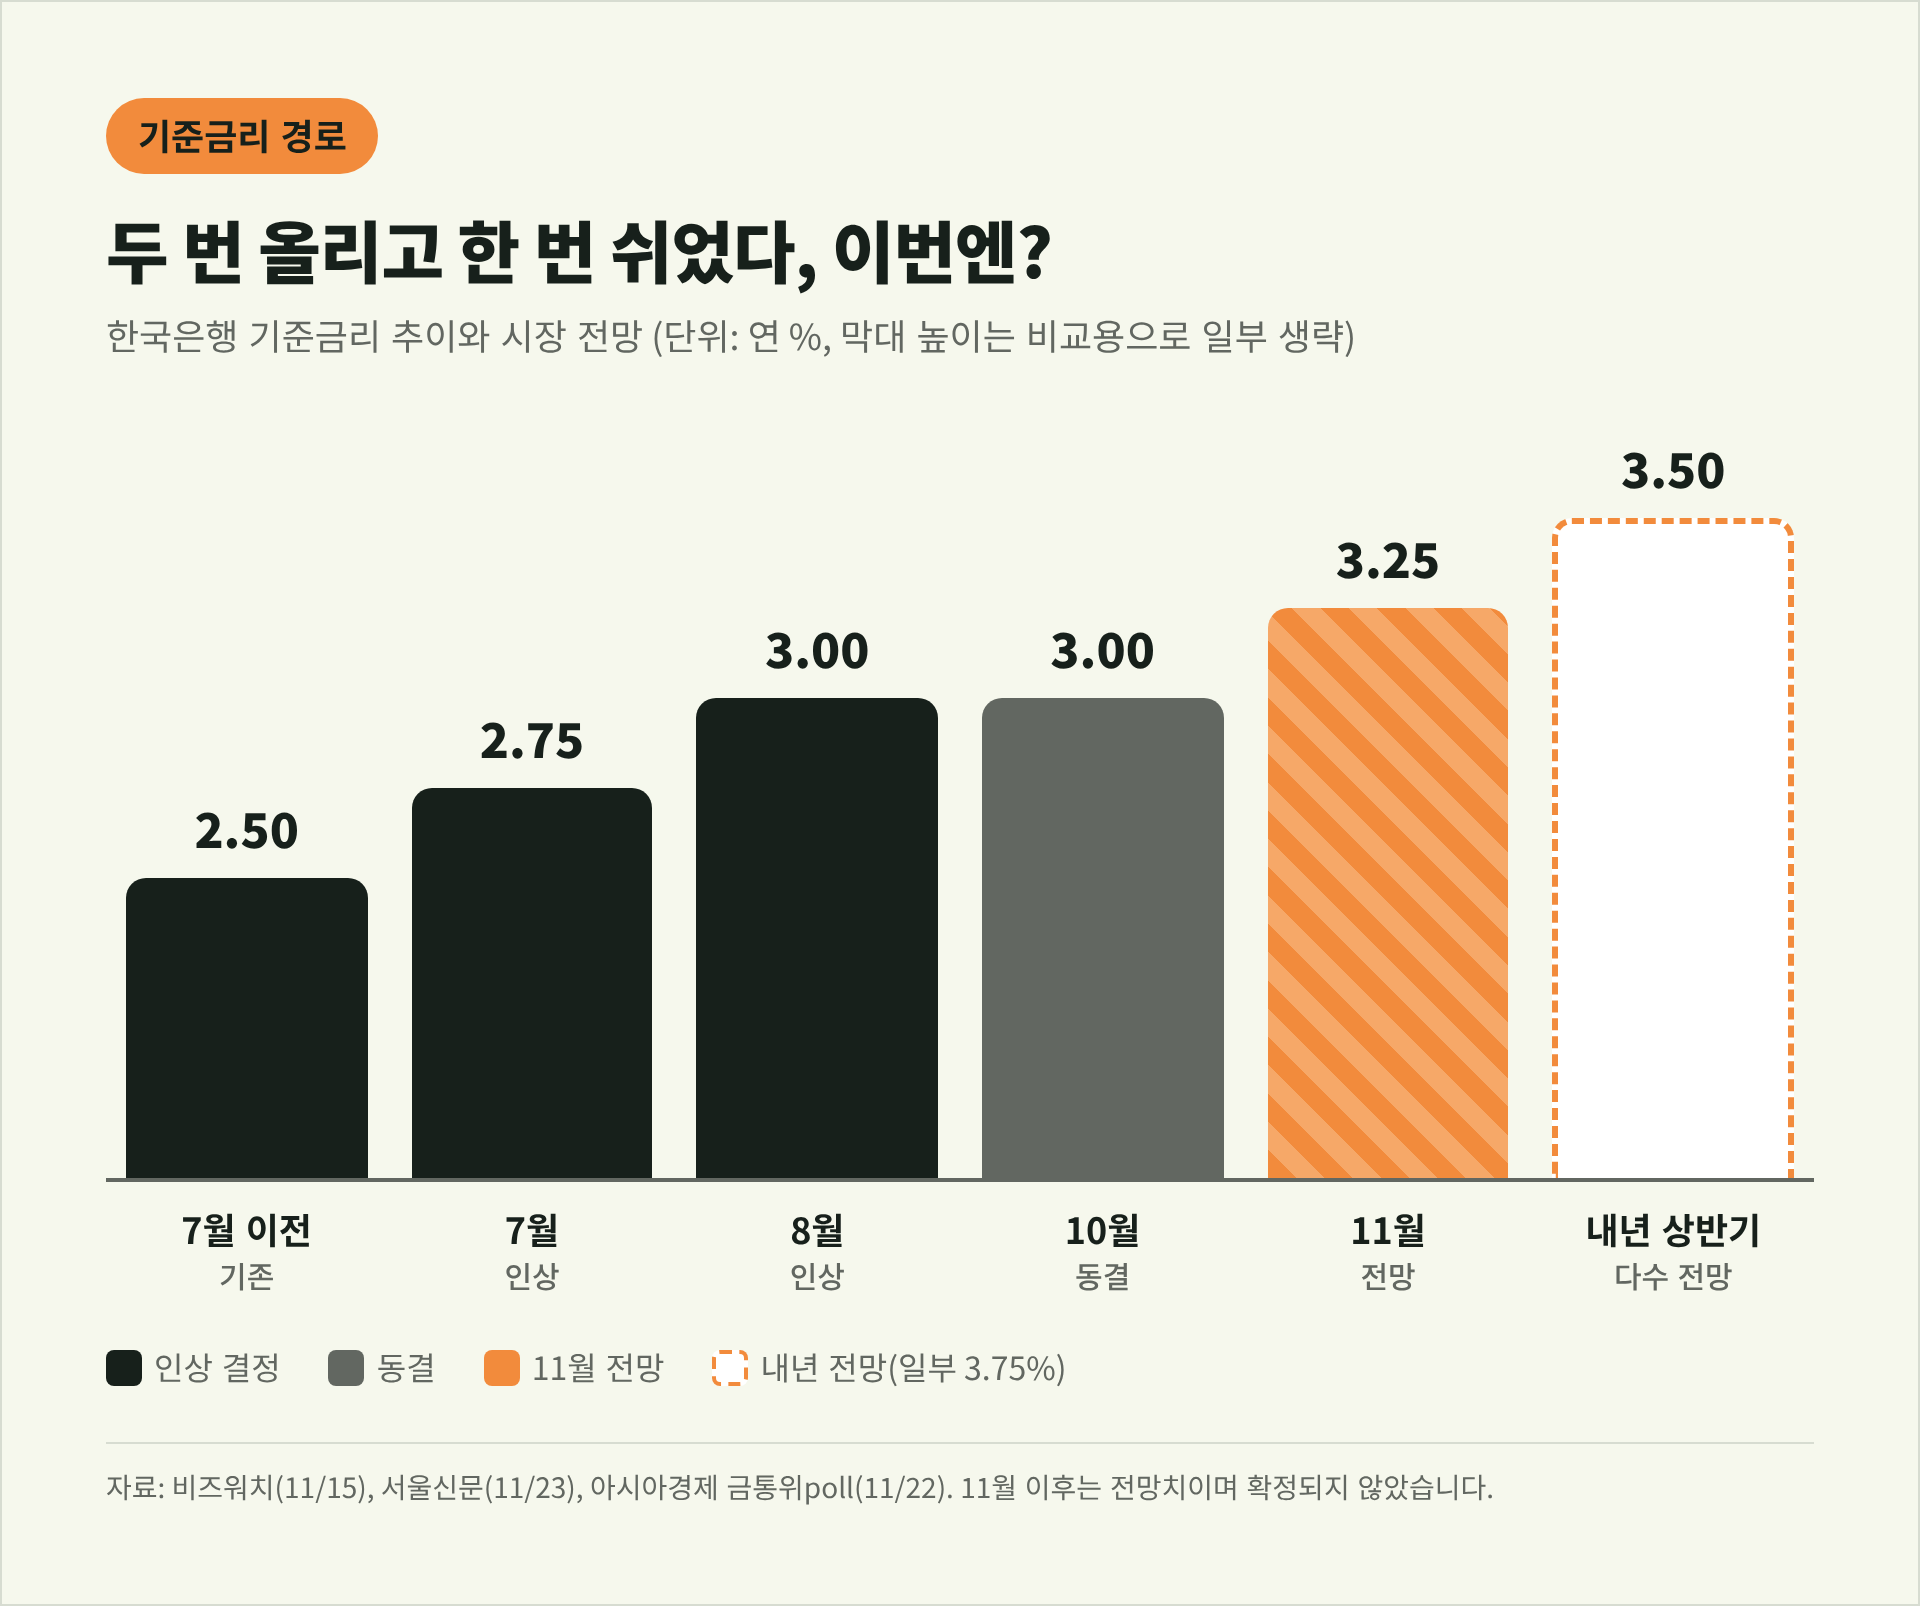 기준금리 경로
두 번 올리고 한 번 쉬었다, 이번엔?
한국은행 기준금리 추이와 시장 전망 (단위: 연 %, 막대 높이는 비교용으로 일부 생략)
2.50
2.75
3.00
3.00
3.25
3.50
7월 이전
기존
7월
인상
8월
인상
10월
동결
11월
전망
내년 상반기
다수 전망
인상 결정
동결
11월 전망
내년 전망(일부 3.75%)
자료: 비즈워치(11/15), 서울신문(11/23), 아시아경제 금통위poll(11/22). 11월 이후는 전망치이며 확정되지 않았습니다.